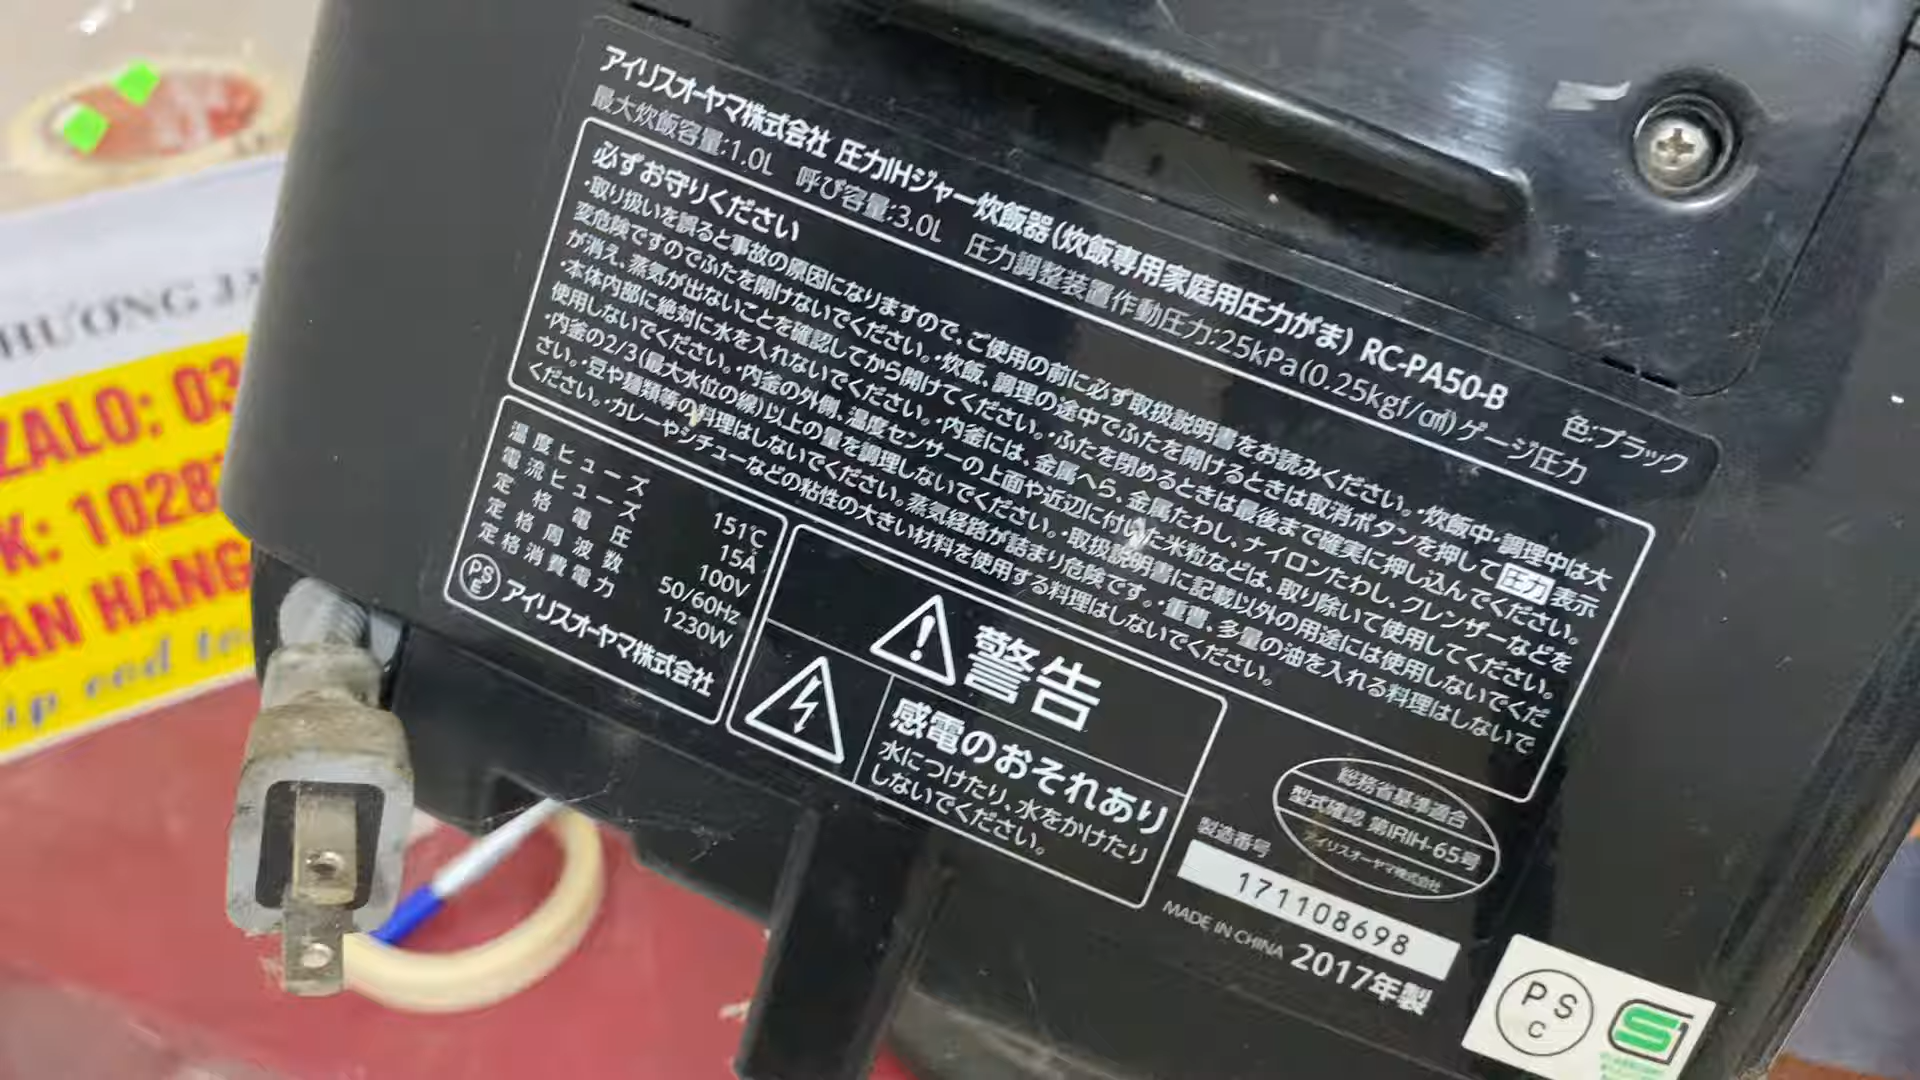 アイリスオーヤマ株式会社 圧力IHジャー炊飯器(炊飯専用家庭用圧力がま) RC-PA50-B 色:ブラック
最大炊飯容量:1.0L 呼び容量:3.0L 圧力調整装置作動圧力:25kPa(0.25kgf/c㎡)ゲージ圧力
必ずお守りください
・取り扱いを誤ると事故の原因になりますので、ご使用の前に必ず取扱説明書をお読みください。・炊飯中・調理中は大
変危険ですのでふたを開けないでください。・炊飯、調理の途中でふたを開けるときは取消ボタンを押して圧力表示
が消え、蒸気が出ないことを確認してから開けてください。・ふたを閉めるときは最後まで確実に押し込んでください。
・本体内部に絶対に水を入れないでください。・内釜には、金属へら、金属たわし、ナイロンたわし、クレンザーなどを
使用しないでください。・内釜の外側、温度センサーの上面や近辺に付いた米粒などは、取り除いて使用してください。
・内釜の2/3(最大水位の線)以上の量を調理しないでください。・取扱説明書に記載以外の用途には使用しないでくだ
さい。・豆や麺類等の料理はしないでください。蒸気経路が詰まり危険です。・重曹、多量の油を入れる料理はしないで
ください。・カレーやシチューなどの粘性の大きい材料を使用する料理はしないでください。
温度ヒューズ 151℃
電流ヒューズ 15A
定格電圧 100V
定格周波数 50/60Hz
定格消費電力 1230W
PSE アイリスオーヤマ株式会社
警告
感電のおそれあり
水につけたり、水をかけたり
しないでください。
総務省基準適合
型式確認 第IRIH-65号
アイリスオーヤマ株式会社
製造番号
171108698
MADE IN CHINA 2017年製
PSC
HƯƠNG
ZALO: 03
K: 1028
ÀN HÀNG